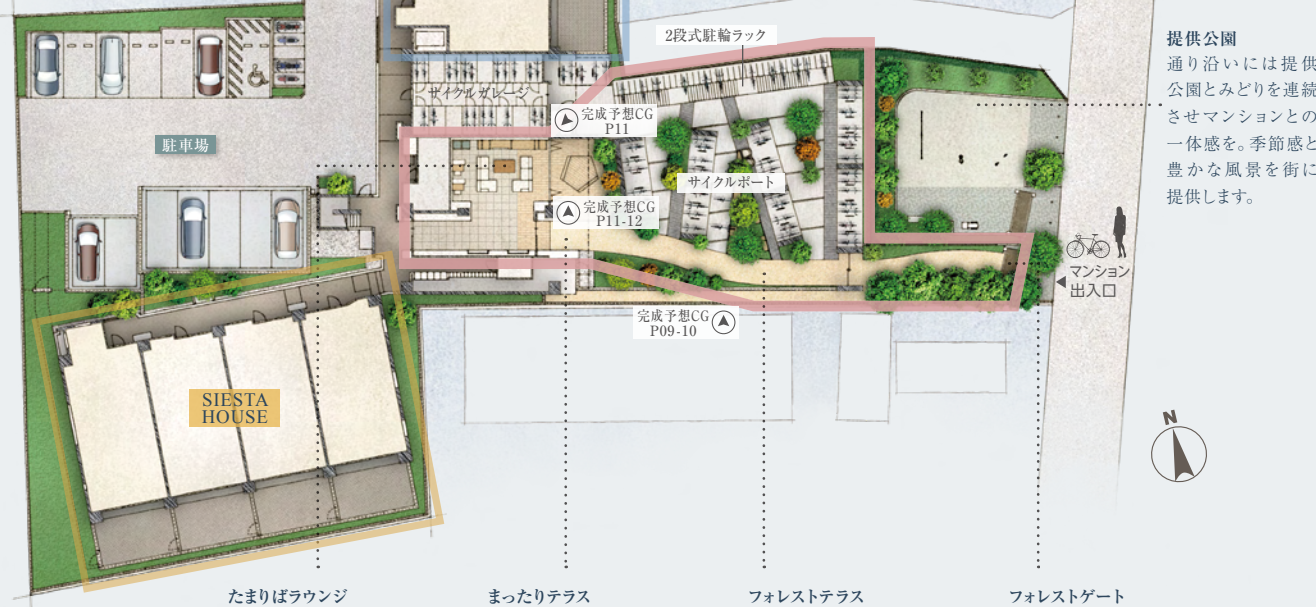 2段式駐輪ラック
提供公園
通り沿いには提供
公園とみどりを連続
させマンションとの
一体感を。季節感と
豊かな風景を街に
提供します。
サイクルガレージ
完成予想CG
P11
駐車場
サイクルポート
完成予想CG
P11-12
マンション
出入口
完成予想CG
P09-10
SIESTA
HOUSE
N
たまりばラウンジ
まったりテラス
フォレストテラス
フォレストゲート